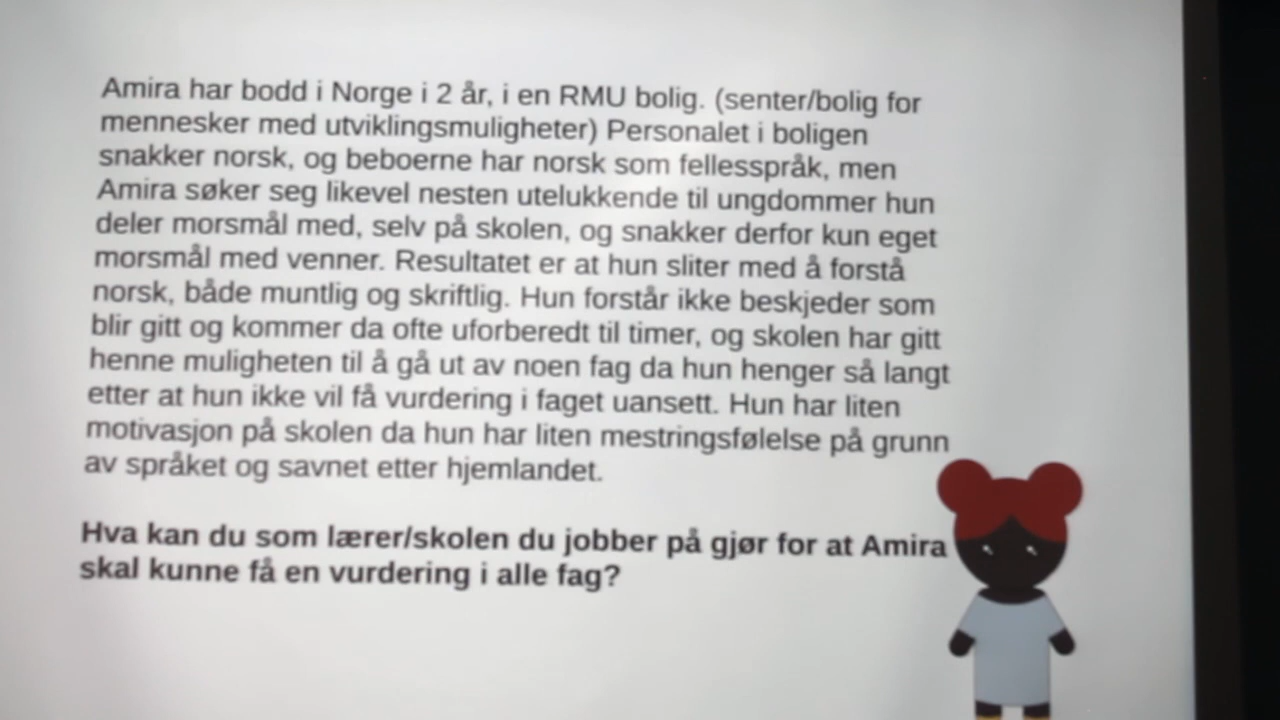 Amira har bodd i Norge i 2 år, i en RMU bolig. (senter/bolig for
mennesker med utviklingsmuligheter) Personalet i boligen
snakker norsk, og beboerne har norsk som fellesspråk, men
Amira søker seg likevel nesten utelukkende til ungdommer hun
deler morsmål med, selv på skolen, og snakker derfor kun eget
morsmål med venner. Resultatet er at hun sliter med å forstå
norsk, både muntlig og skriftlig. Hun forstår ikke beskjeder som
blir gitt og kommer da ofte uforberedt til timer, og skolen har gitt
henne muligheten til å gå ut av noen fag da hun henger så langt
etter at hun ikke vil få vurdering i faget uansett. Hun har liten
motivasjon på skolen da hun har liten mestringsfølelse på grunn
av språket og savnet etter hjemlandet.
Hva kan du som lærer/skolen du jobber på gjør for at Amira
skal kunne få en vurdering i alle fag?